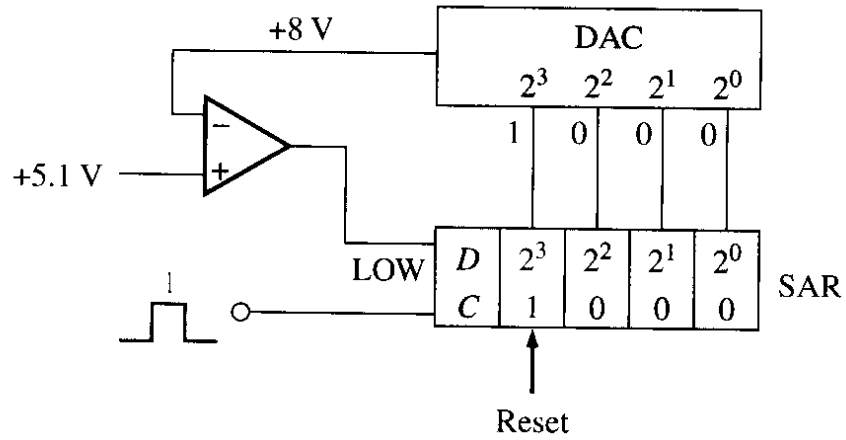 +8 V
DAC
2³ 2² 2¹ 2⁰
1 0 0 0
−
+
+5.1 V
LOW
D 2³ 2² 2¹ 2⁰
C 1 0 0 0
SAR
1
Reset